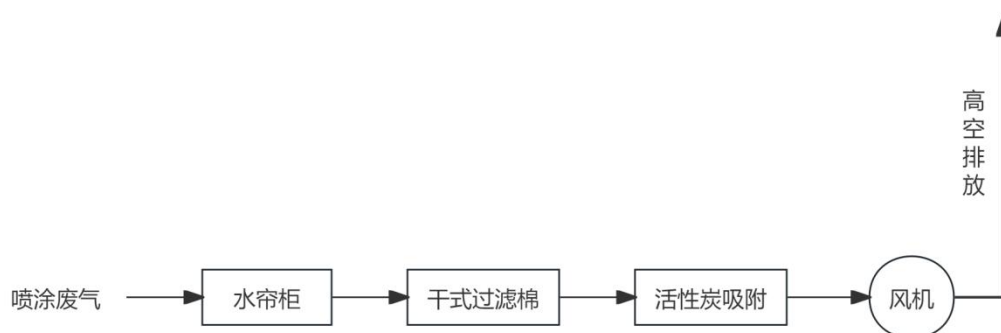 喷涂废气
水帘柜
干式过滤棉
活性炭吸附
风机
高空排放